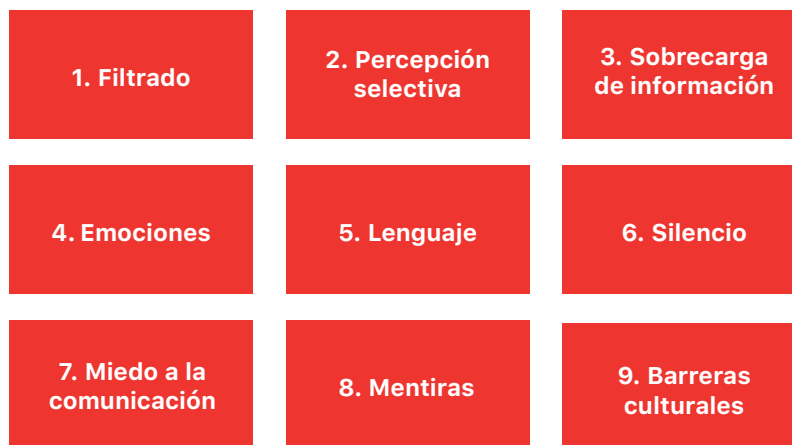 1. Filtrado
2. Percepción
selectiva
3. Sobrecarga
de información
4. Emociones
5. Lenguaje
6. Silencio
7. Miedo a la
comunicación
8. Mentiras
9. Barreras
culturales